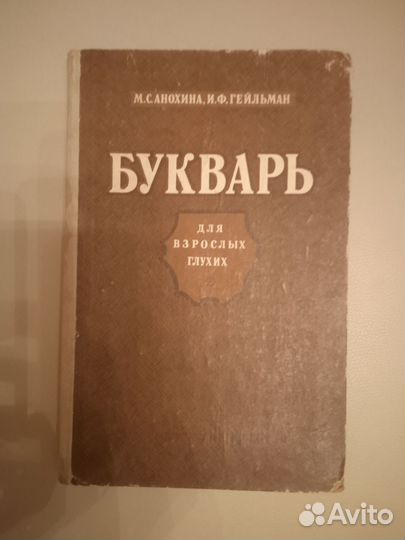 М.С.АНОХИНА, И.Ф.ГЕЙЛЬМАН
БУКВАРЬ
ДЛЯ
ВЗРОСЛЫХ
ГЛУХИХ
Avito